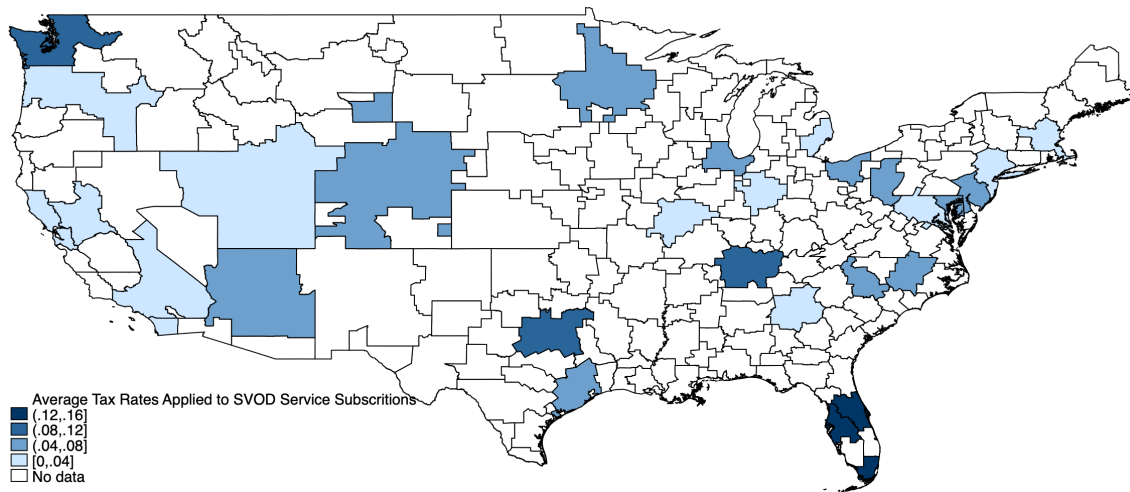 Average Tax Rates Applied to SVOD Service Subscritions
(.12,.16]
(.08,.12]
(.04,.08]
[0,.04]
No data